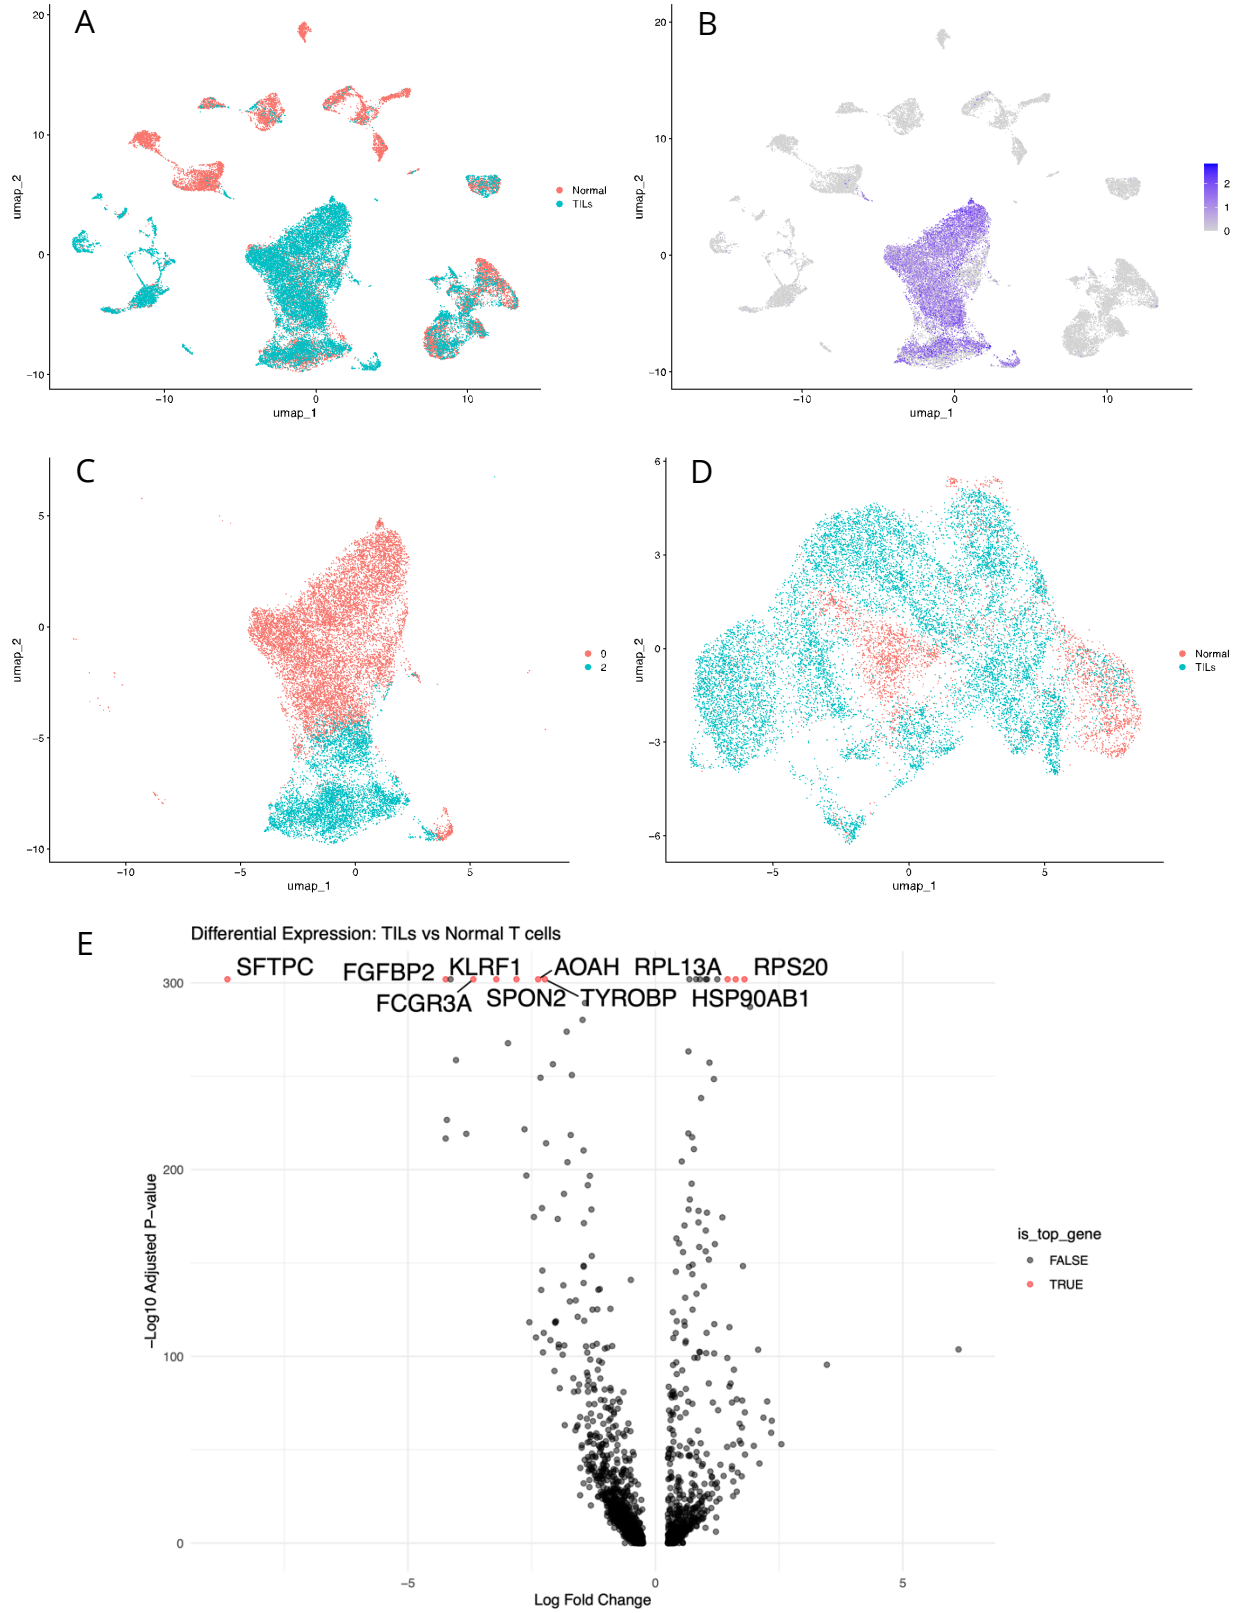 A
20
10
0
−10
umap_2
−10
0
10
umap_1
Normal
TILs
B
20
10
0
−10
umap_2
−10
0
10
umap_1
2
1
0
C
5
0
−5
−10
umap_2
−10
−5
0
5
umap_1
0
2
D
6
3
0
−3
−6
umap_2
−5
0
5
umap_1
Normal
TILs
E
Differential Expression: TILs vs Normal T cells
SFTPC
FGFBP2
KLRF1
AOAH
RPL13A
RPS20
FCGR3A
SPON2
TYROBP
HSP90AB1
300
200
100
0
−Log10 Adjusted P−value
−5
0
5
Log Fold Change
is_top_gene
FALSE
TRUE